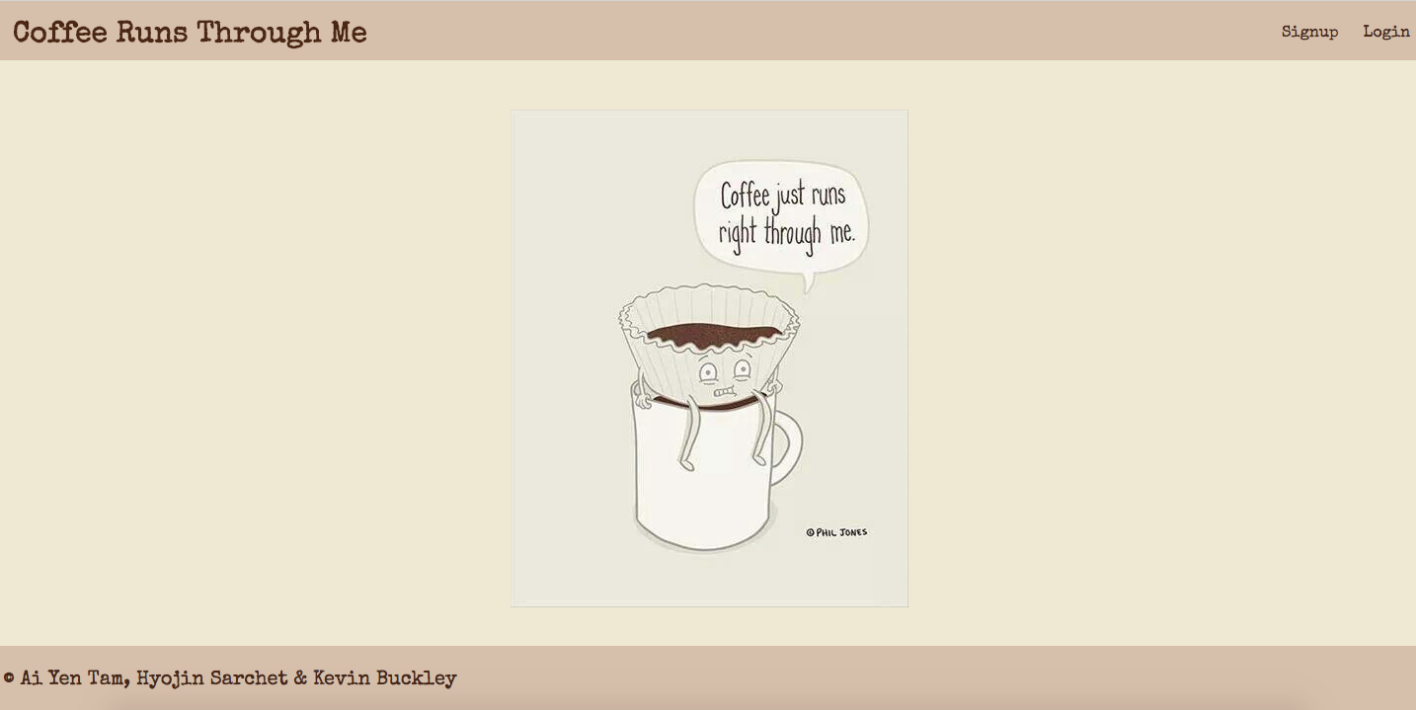 Coffee Runs Through Me
Signup
Login
Coffee just runs
right through me.
© PHIL JONES
© Ai Yen Tam, Hyojin Sarchet & Kevin Buckley